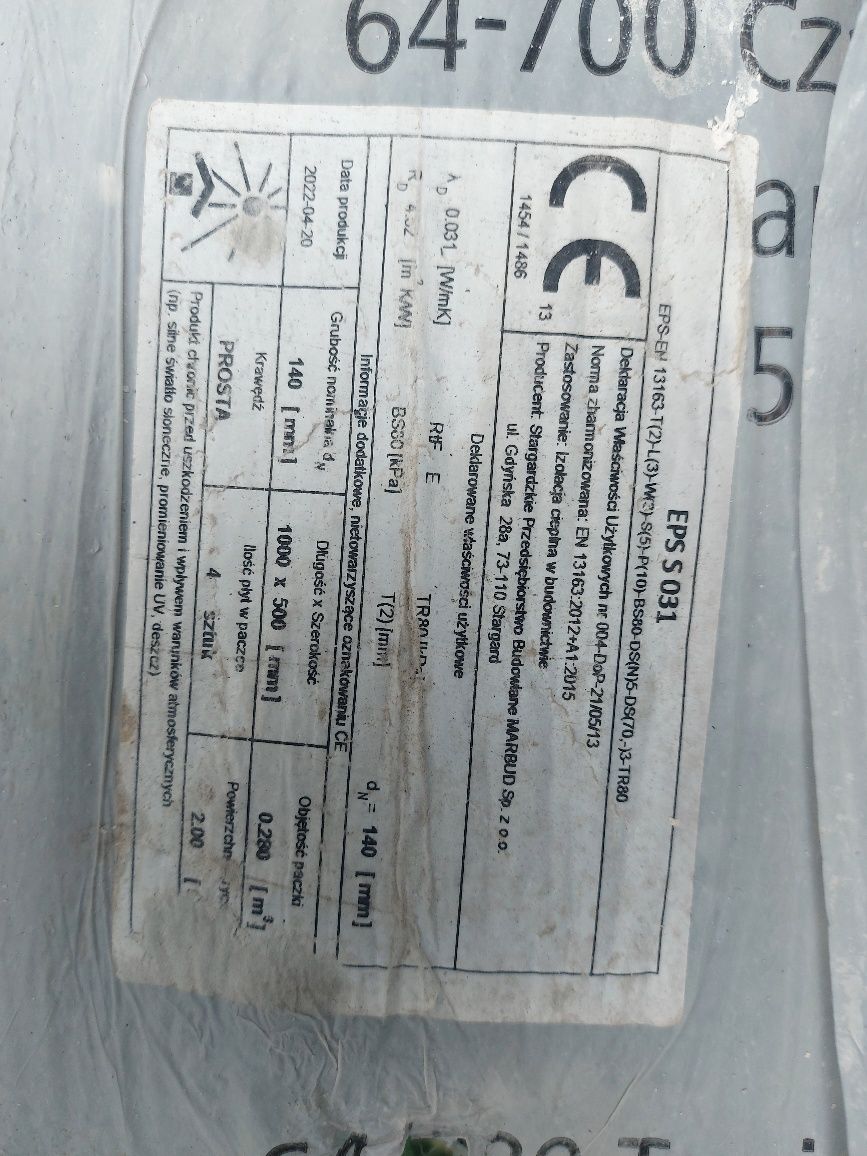 64-700 Cz
5
EPS S 031
EPS-EN 13163-T(2)-L(3)-W(3)-S(5)-P(10)-BS80-DS(N)5-DS(70,-)3-TR80
CE
13
1454 / 1486
Deklaracja Właściwości Użytkowych nr 004-DoP-21/05/13
Norma zharmonizowana: EN 13163:2012+A1:2015
Zastosowanie: Izolacja cieplna w budownictwie
Producent: Stargardzkie Przedsiębiorstwo Budowlane MARBUD Sp. z o.o.
ul. Gdyńska 28a, 73-110 Stargard
Deklarowane właściwości użytkowe
λD 0.031 [W/mK] RtF E TR80
RD [m² K/W] BS80 [kPa] T(2) [mm] dN = 140 [mm]
Informacje dodatkowe, nietowarzyszące oznakowaniu CE
Data produkcji Grubość nominalna dN Długość x Szerokość Objętość paczki
2022-04-20 140 [mm] 1000 x 500 [mm] 0.280 [m³]
Krawędź Ilość płyt w paczce
PROSTA 4 sztuk 2.00
Produkt chronić przed uszkodzeniem i wpływem warunków atmosferycznych
(np. silne światło słoneczne, promieniowanie UV, deszcz)